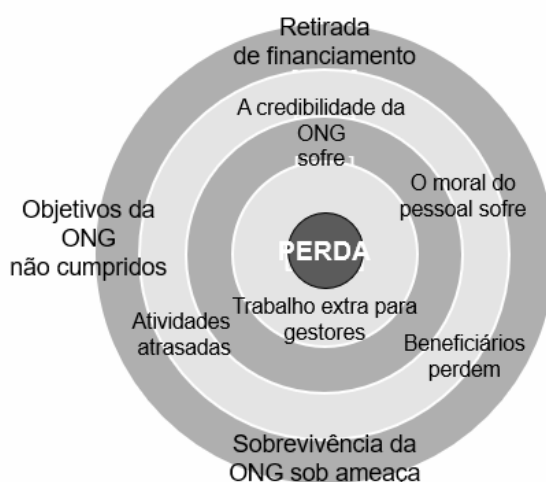 Retirada
de financiamento
A credibilidade da
ONG
sofre
O moral do
pessoal sofre
Objetivos da
ONG
não cumpridos
PERDA
Trabalho extra para
gestores
Atividades
atrasadas
Beneficiários
perdem
Sobrevivência da
ONG sob ameaça